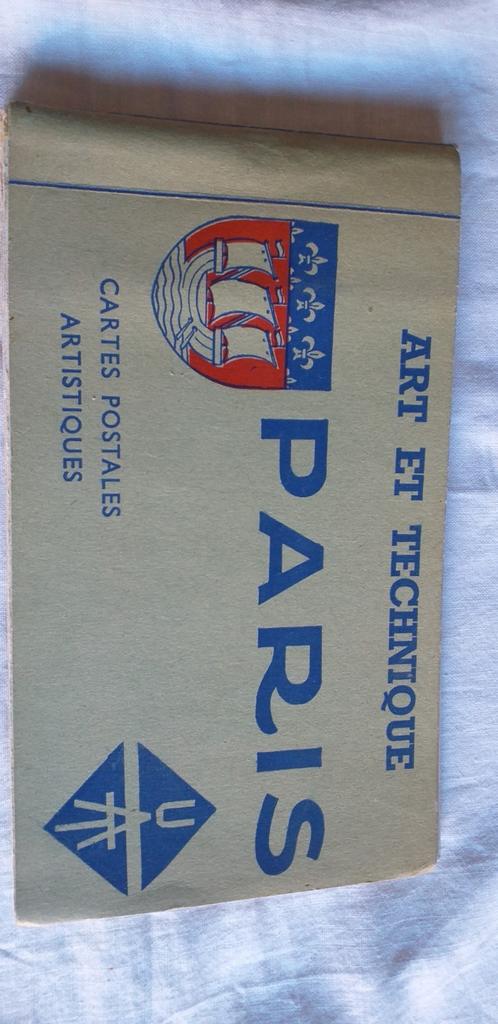 ART ET TECHNIQUE
PARIS
CARTES POSTALES
ARTISTIQUES